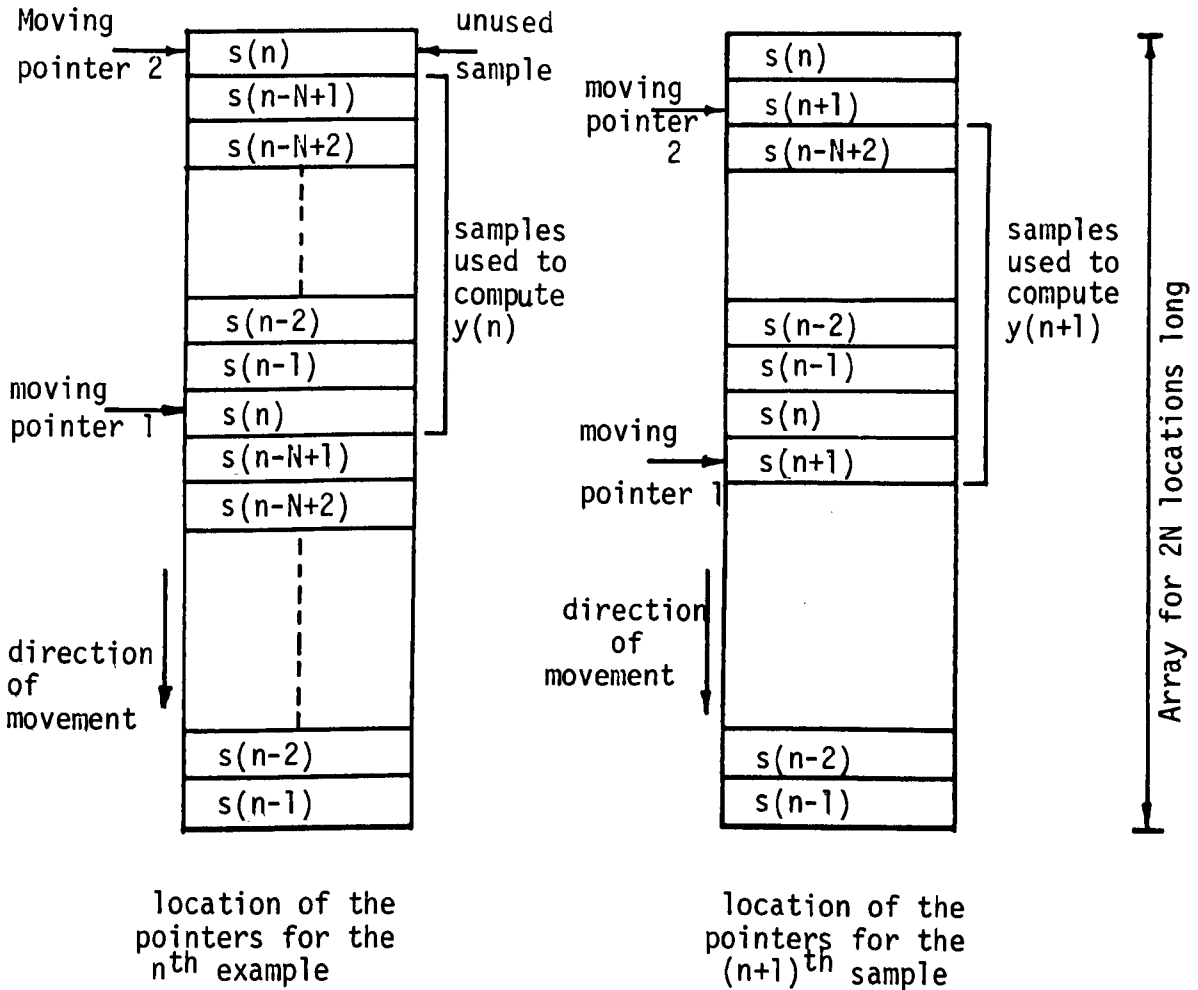 Moving
pointer 2
unused
sample
s(n)
s(n-N+1)
s(n-N+2)
s(n-2)
s(n-1)
s(n)
s(n-N+1)
s(n-N+2)
s(n-2)
s(n-1)
samples
used to
compute
y(n)
moving
pointer 1
direction
of
movement
location of the
pointers for the
nth example
moving
pointer
2
s(n)
s(n+1)
s(n-N+2)
s(n-2)
s(n-1)
s(n)
s(n+1)
s(n-2)
s(n-1)
samples
used to
compute
y(n+1)
moving
pointer 1
direction
of
movement
location of the
pointers for the
(n+1)th sample
Array for 2N locations long